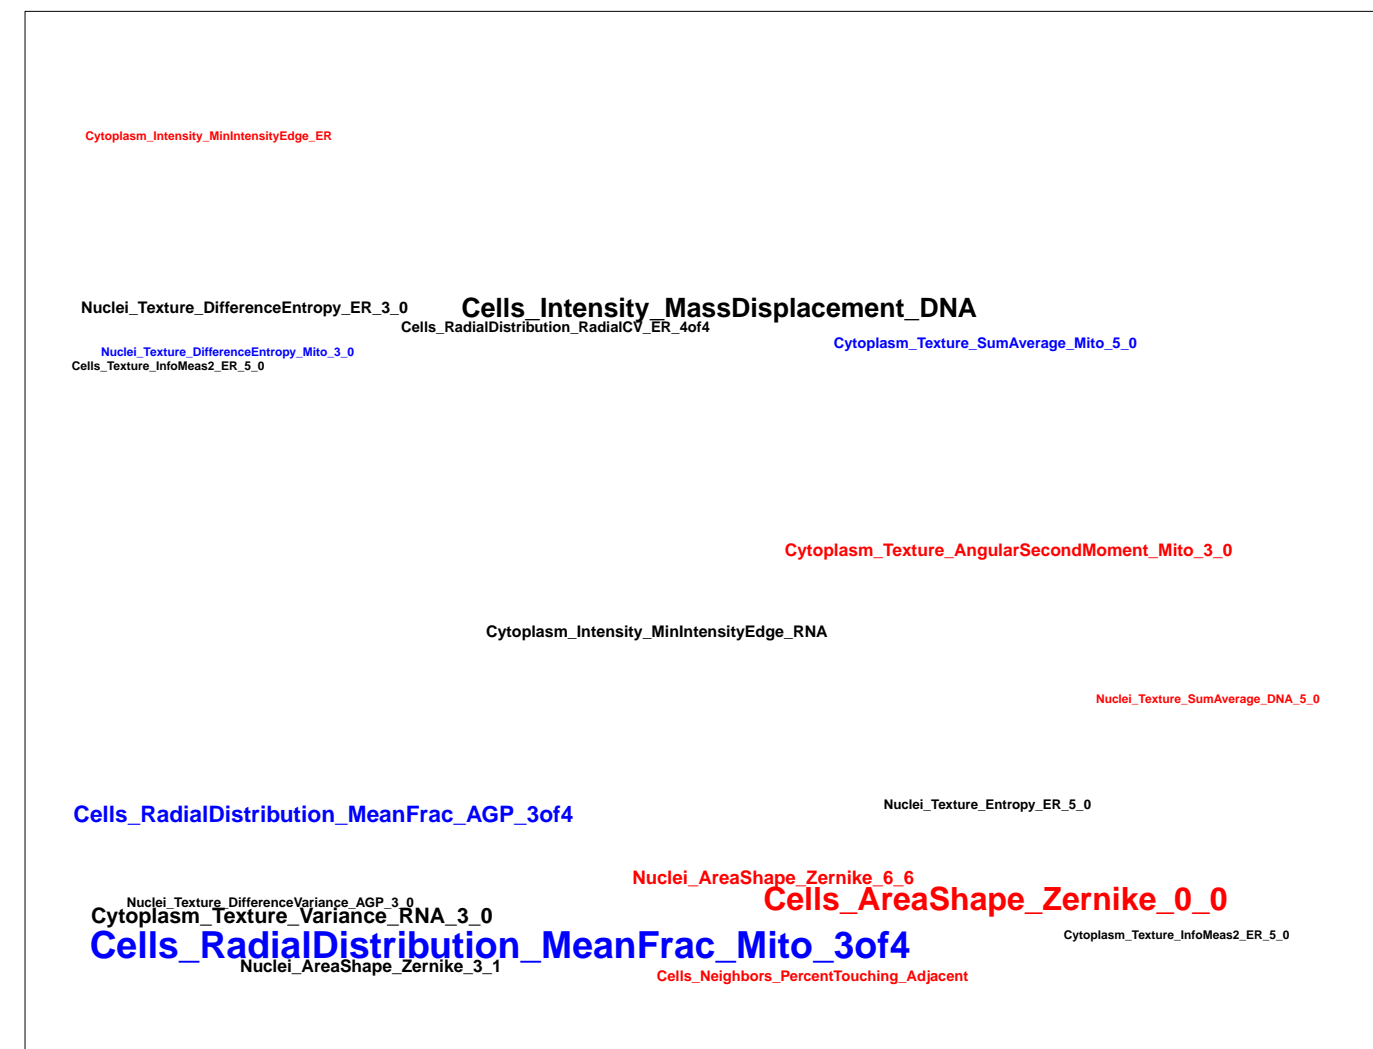 Cytoplasm_Intensity_MinIntensityEdge_ER
Nuclei_Texture_DifferenceEntropy_ER_3_0
Cells_Intensity_MassDisplacement_DNA
Cells_RadialDistribution_RadialCV_ER_4of4
Cytoplasm_Texture_SumAverage_Mito_5_0
Nuclei_Texture_DifferenceEntropy_Mito_3_0
Cells_Texture_InfoMeas2_ER_5_0
Cytoplasm_Texture_AngularSecondMoment_Mito_3_0
Cytoplasm_Intensity_MinIntensityEdge_RNA
Nuclei_Texture_SumAverage_DNA_5_0
Nuclei_Texture_Entropy_ER_5_0
Cells_RadialDistribution_MeanFrac_AGP_3of4
Nuclei_AreaShape_Zernike_6_6
Cells_AreaShape_Zernike_0_0
Nuclei_Texture_DifferenceVariance_AGP_3_0
Cytoplasm_Texture_Variance_RNA_3_0
Cytoplasm_Texture_InfoMeas2_ER_5_0
Cells_RadialDistribution_MeanFrac_Mito_3of4
Nuclei_AreaShape_Zernike_3_1
Cells_Neighbors_PercentTouching_Adjacent